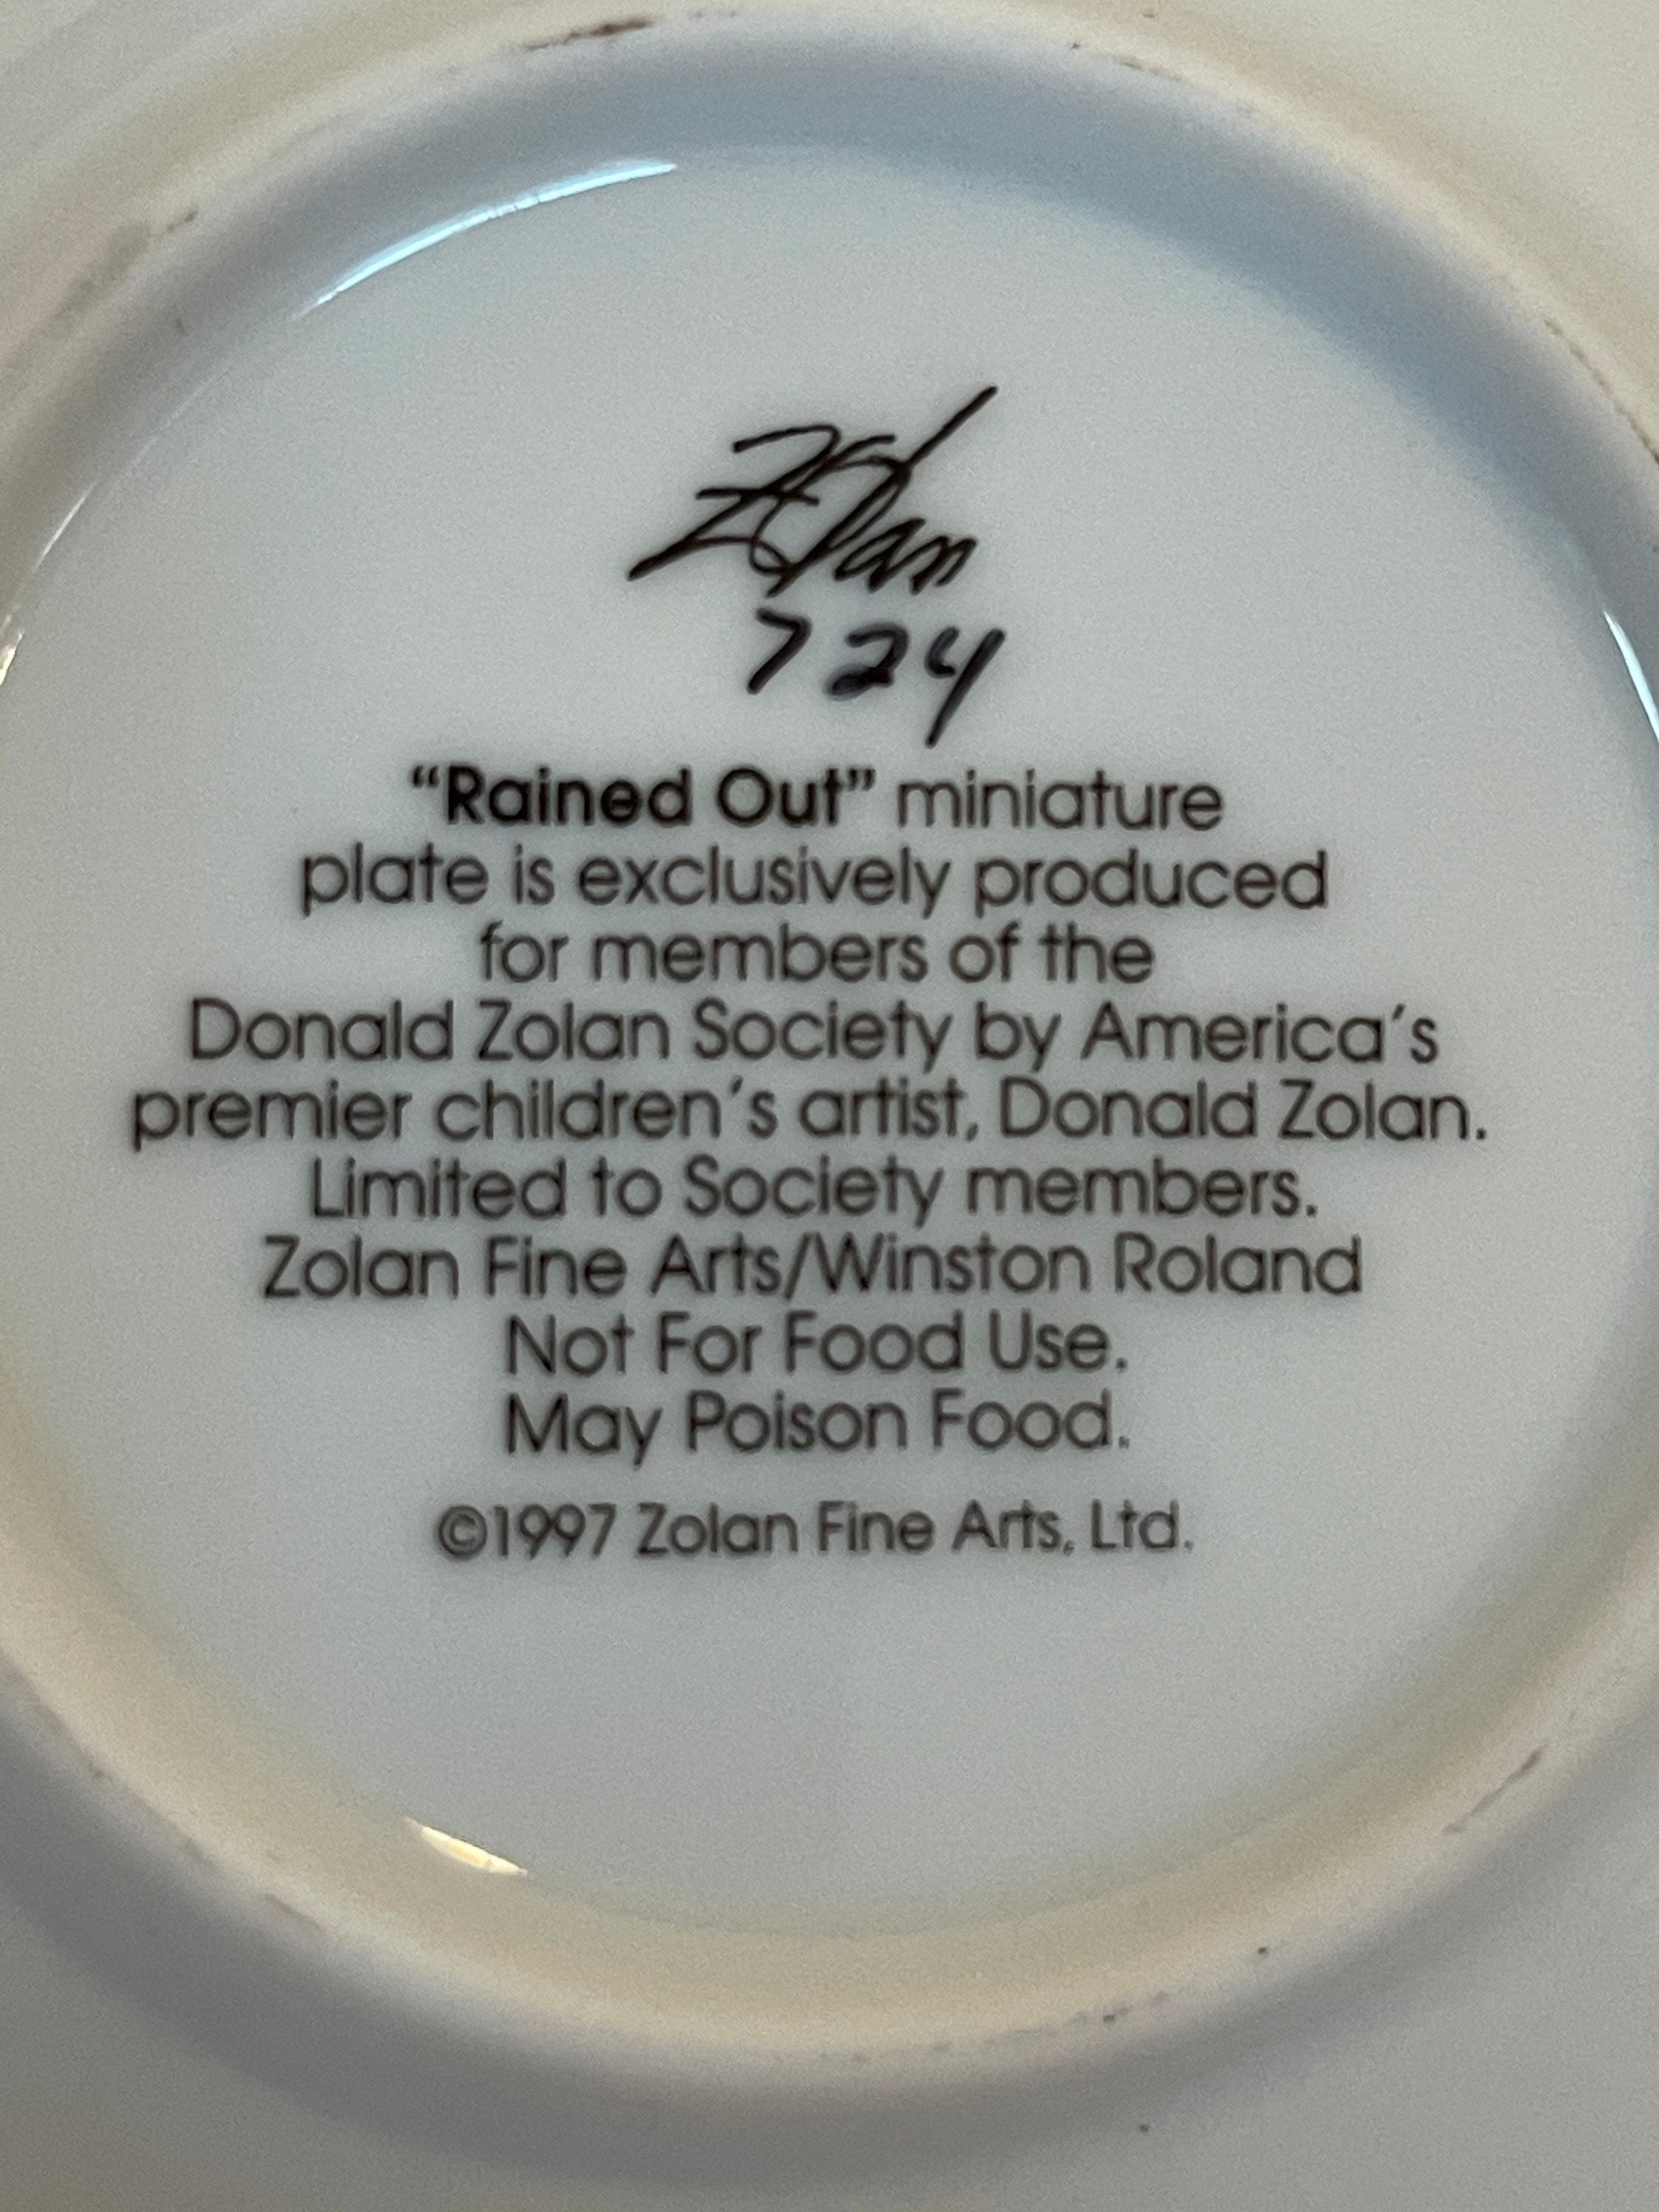 Zolan
724
“Rained Out” miniature
plate is exclusively produced
for members of the
Donald Zolan Society by America’s
premier children’s artist, Donald Zolan.
Limited to Society members.
Zolan Fine Arts/Winston Roland
Not For Food Use.
May Poison Food.
©1997 Zolan Fine Arts, Ltd.